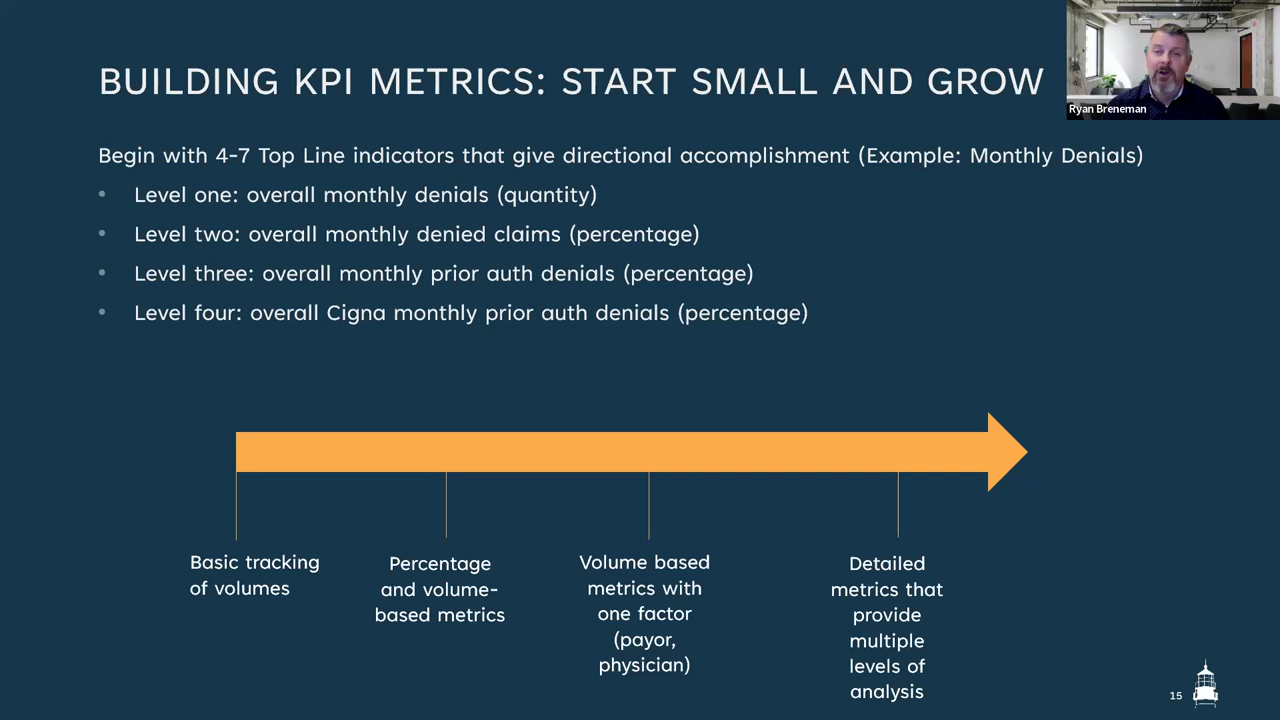 BUILDING KPI METRICS: START SMALL AND GROW
Ryan Breneman
Begin with 4-7 Top Line indicators that give directional accomplishment (Example: Monthly Denials)
• Level one: overall monthly denials (quantity)
• Level two: overall monthly denied claims (percentage)
• Level three: overall monthly prior auth denials (percentage)
• Level four: overall Cigna monthly prior auth denials (percentage)
Basic tracking
of volumes
Percentage
and volume-
based metrics
Volume based
metrics with
one factor
(payor,
physician)
Detailed
metrics that
provide
multiple
levels of
analysis
15